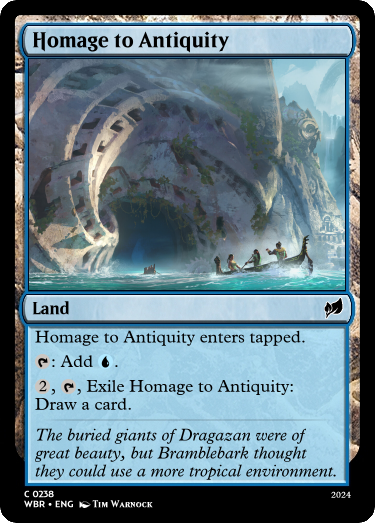 Homage to Antiquity
Land
Homage to Antiquity enters tapped.
: Add .
2, , Exile Homage to Antiquity:
Draw a card.
The buried giants of Dragazan were of
great beauty, but Bramblebark thought
they could use a more tropical environment.
C 0238
2024
WBR • ENG Tim Warnock